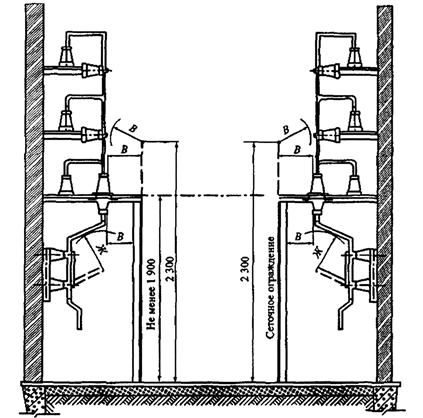 В
В
В
В
В
В
Ж
Ж
Не менее 1 900
2 300
2 300
Сеточное ограждение